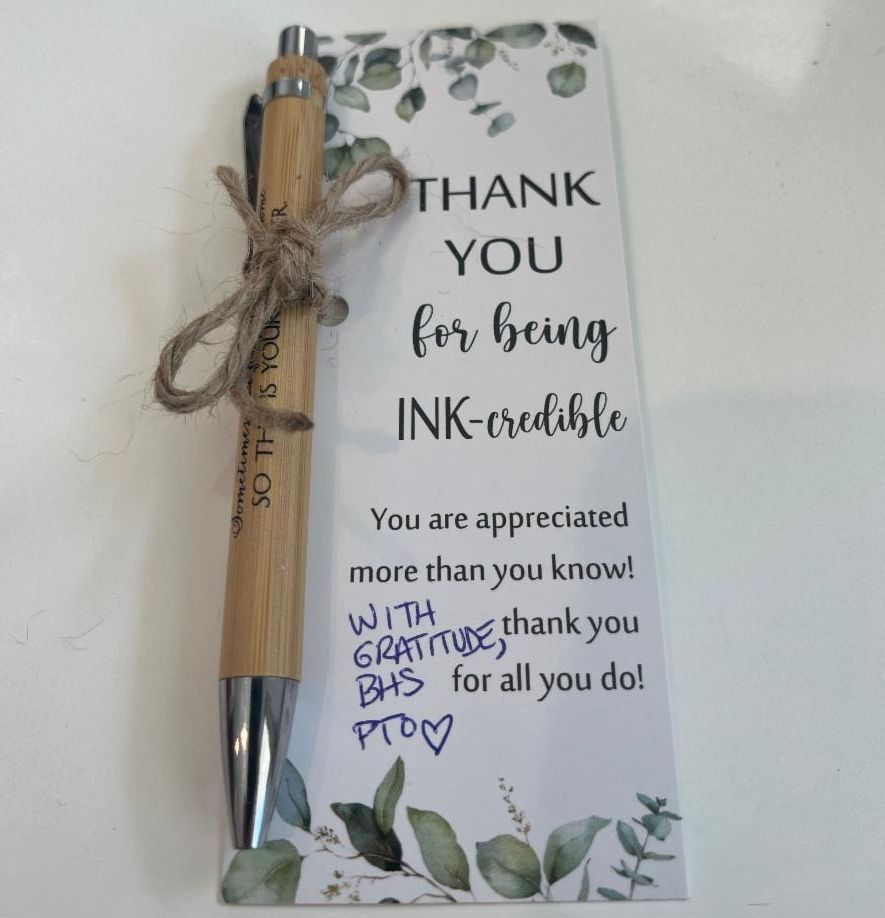 THANK
YOU
for being
INK-credible
You are appreciated
more than you know!
thank you
for all you do!
WITH
GRATITUDE,
BHS
PTO♡
Sometimes
SO TH IS YOUR